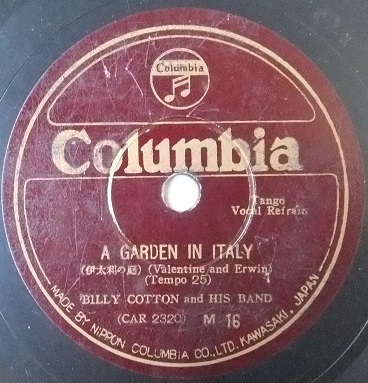 Columbia
Columbia
Tango
Vocal Refrain
A GARDEN IN ITALY
(伊太利の庭) (Valentine and Erwin)
(Tempo 25)
BILLY COTTON and HIS BAND
(CAR 2320) M 16
MADE BY NIPPON COLUMBIA CO., LTD. KAWASAKI, JAPAN